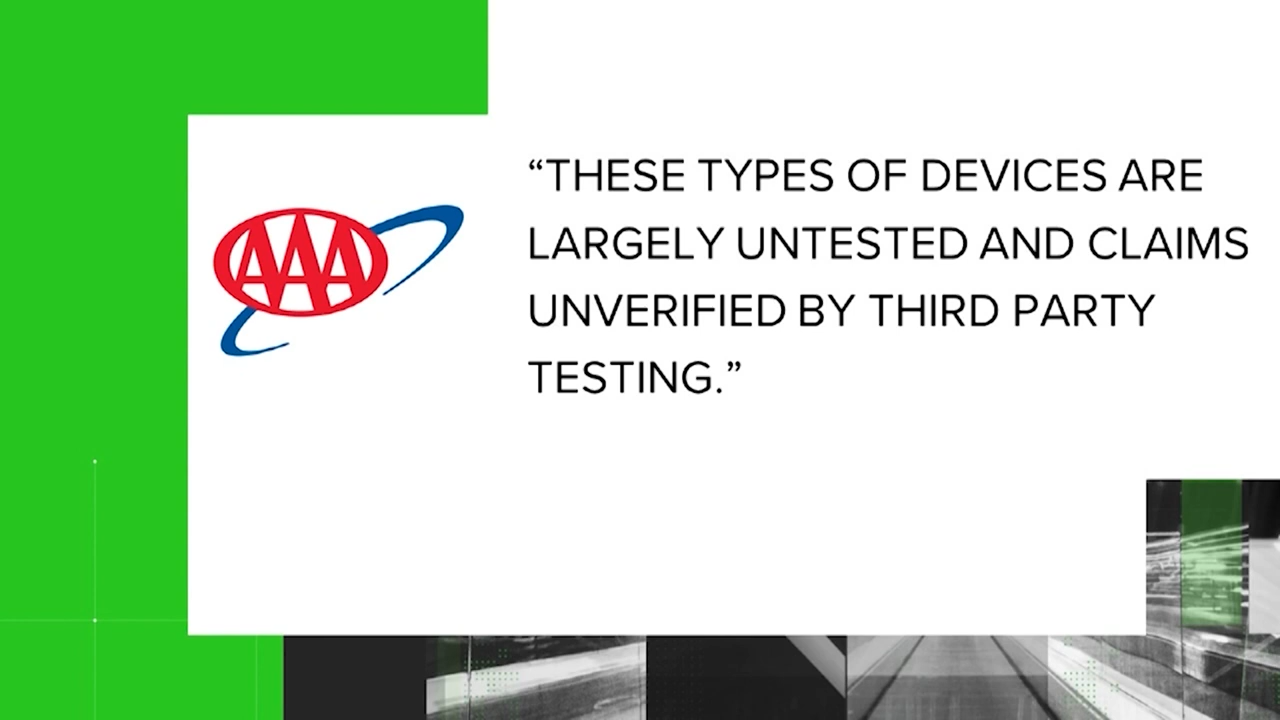 AAA
“THESE TYPES OF DEVICES ARE
LARGELY UNTESTED AND CLAIMS
UNVERIFIED BY THIRD PARTY
TESTING.”